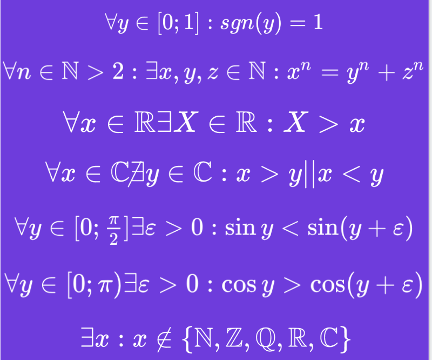 ∀y ∈ [0; 1] : sgn(y) = 1
∀n ∈ ℕ > 2 : ∃x, y, z ∈ ℕ : xⁿ = yⁿ + zⁿ
∀x ∈ ℝ∃X ∈ ℝ : X > x
∀x ∈ ℂ∄y ∈ ℂ : x > y||x < y
∀y ∈ [0; π/2]∃ε > 0 : sin y < sin(y + ε)
∀y ∈ [0; π)∃ε > 0 : cos y > cos(y + ε)
∃x : x ∉ {ℕ, ℤ, ℚ, ℝ, ℂ}